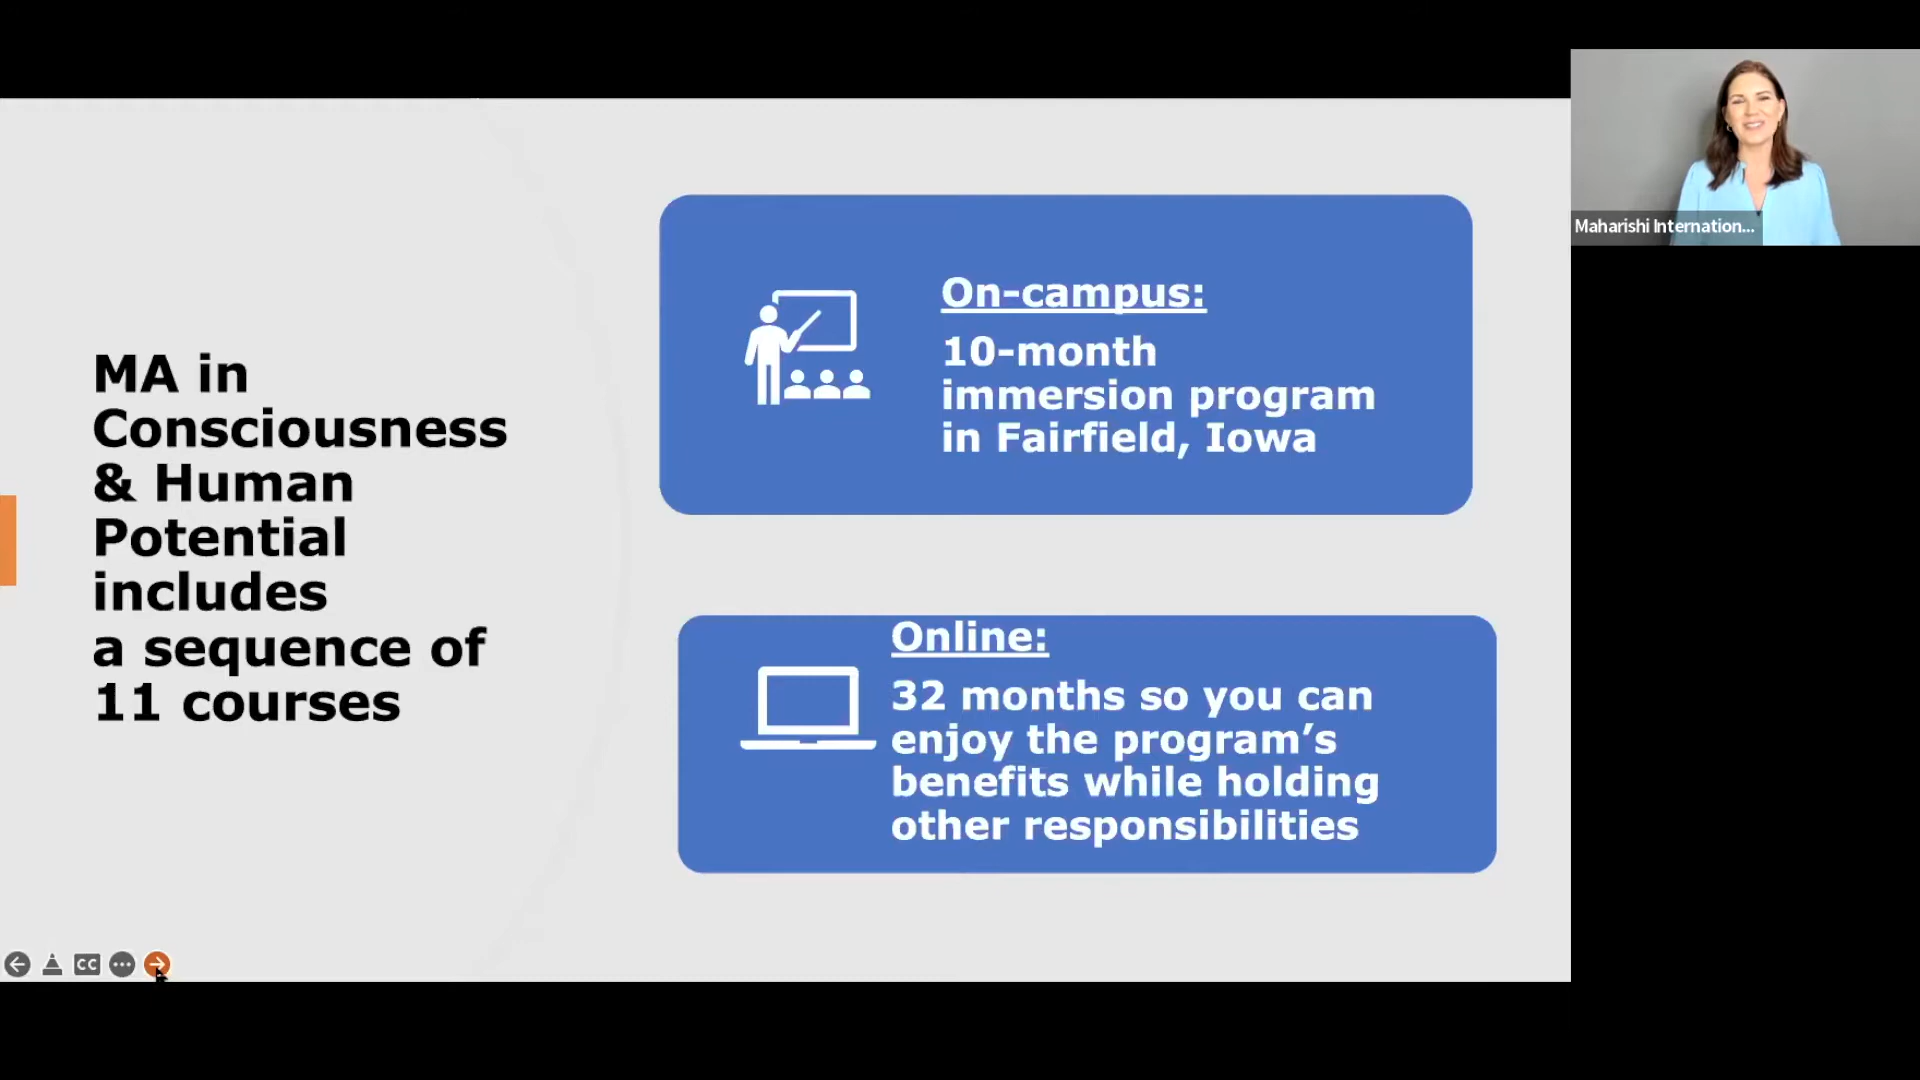 MA in
Consciousness
& Human
Potential
includes
a sequence of
11 courses
On-campus:
10-month
immersion program
in Fairfield, Iowa
Online:
32 months so you can
enjoy the program’s
benefits while holding
other responsibilities
Maharishi Internation...
CC